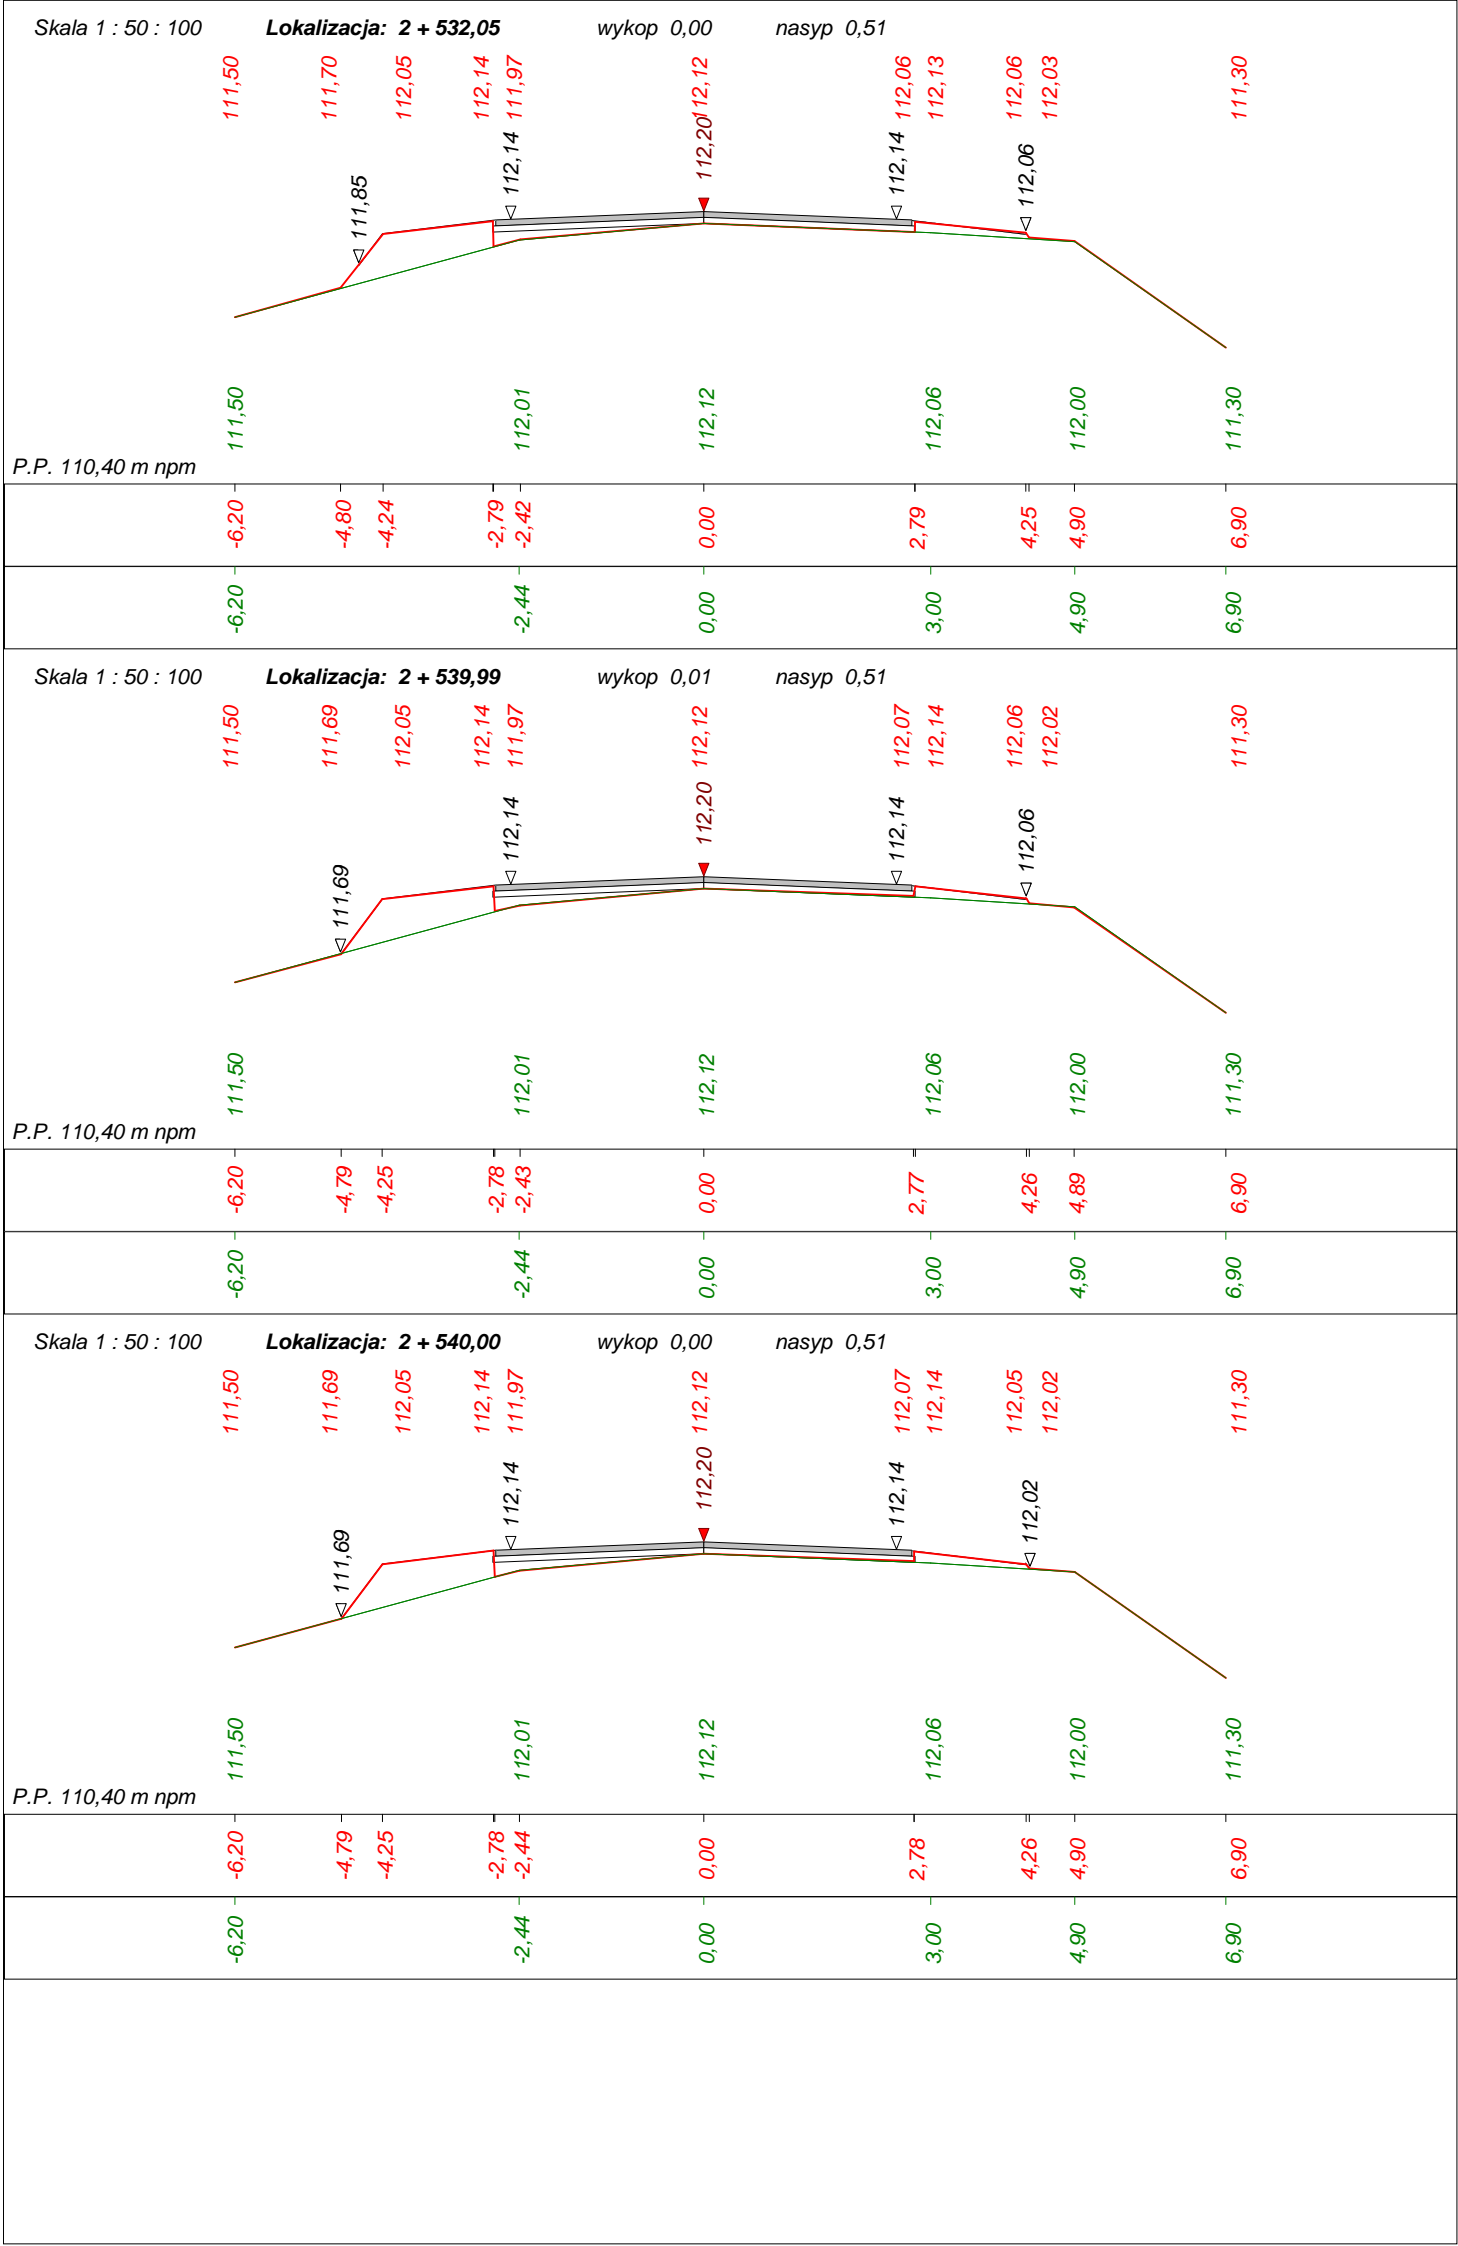 Skala 1 : 50 : 100 Lokalizacja: 2 + 532,05 wykop 0,00 nasyp 0,51
111,50 111,70 112,05 112,14 111,97 112,12 112,06 112,13 112,06 112,03 111,30
111,85 112,14 112,20 112,14 112,06
111,50 112,01 112,12 112,06 112,00 111,30
P.P. 110,40 m npm
-6,20 -4,80 -4,24 -2,79 -2,42 0,00 2,79 4,25 4,90 6,90
-6,20 -2,44 0,00 3,00 4,90 6,90
Skala 1 : 50 : 100 Lokalizacja: 2 + 539,99 wykop 0,01 nasyp 0,51
111,50 111,69 112,05 112,14 111,97 112,12 112,07 112,14 112,06 112,02 111,30
111,69 112,14 112,20 112,14 112,06
111,50 112,01 112,12 112,06 112,00 111,30
P.P. 110,40 m npm
-6,20 -4,79 -4,25 -2,78 -2,43 0,00 2,77 4,26 4,89 6,90
-6,20 -2,44 0,00 3,00 4,90 6,90
Skala 1 : 50 : 100 Lokalizacja: 2 + 540,00 wykop 0,00 nasyp 0,51
111,50 111,69 112,05 112,14 111,97 112,12 112,07 112,14 112,05 112,02 111,30
111,69 112,14 112,20 112,14 112,02
111,50 112,01 112,12 112,06 112,00 111,30
P.P. 110,40 m npm
-6,20 -4,79 -4,25 -2,78 -2,44 0,00 2,78 4,26 4,90 6,90
-6,20 -2,44 0,00 3,00 4,90 6,90